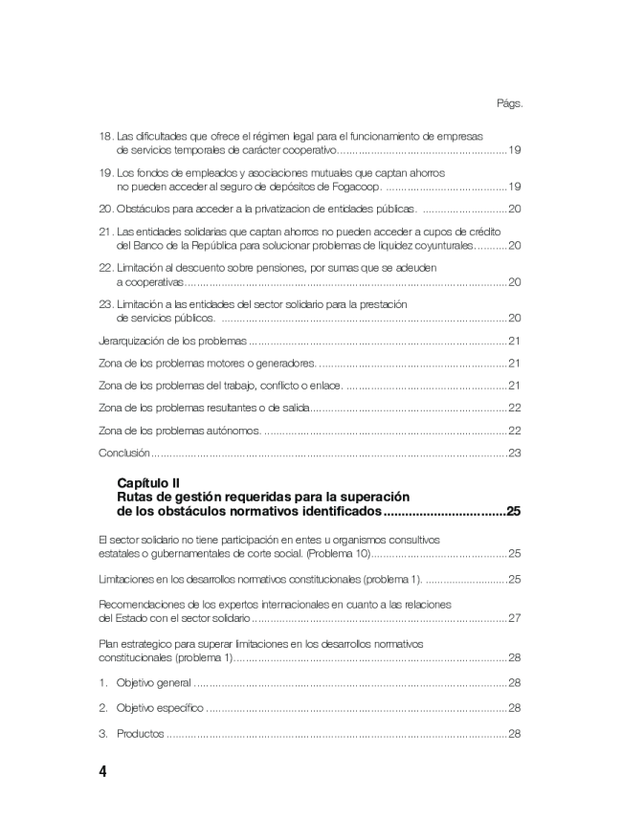 Págs.
18. Las dificultades que ofrece el régimen legal para el funcionamiento de empresas
de servicios temporales de carácter cooperativo........................................................19
19. Los fondos de empleados y asociaciones mutuales que captan ahorros
no pueden acceder al seguro de depósitos de Fogacoop. ........................................19
20. Obstáculos para acceder a la privatizacion de entidades públicas. ............................20
21. Las entidades solidarias que captan ahorros no pueden acceder a cupos de crédito
del Banco de la República para solucionar problemas de liquidez coyunturales...........20
22. Limitación al descuento sobre pensiones, por sumas que se adeuden
a cooperativas..........................................................................................................20
23. Limitación a las entidades del sector solidario para la prestación
de servicios públicos. ..............................................................................................20
Jerarquización de los problemas .....................................................................................21
Zona de los problemas motores o generadores...............................................................21
Zona de los problemas del trabajo, conflicto o enlace. .....................................................21
Zona de los problemas resultantes o de salida.................................................................22
Zona de los problemas autónomos. ................................................................................22
Conclusión.....................................................................................................................23
Capítulo II
Rutas de gestión requeridas para la superación
de los obstáculos normativos identificados..................................25
El sector solidario no tiene participación en entes u organismos consultivos
estatales o gubernamentales de corte social. (Problema 10).............................................25
Limitaciones en los desarrollos normativos constitucionales (problema 1). ............................25
Recomendaciones de los expertos internacionales en cuanto a las relaciones
del Estado con el sector solidario ....................................................................................27
Plan estrategico para superar limitaciones en los desarrollos normativos
constitucionales (problema 1)..........................................................................................28
1. Objetivo general .......................................................................................................28
2. Objetivo específico ...................................................................................................28
3. Productos ................................................................................................................28
4